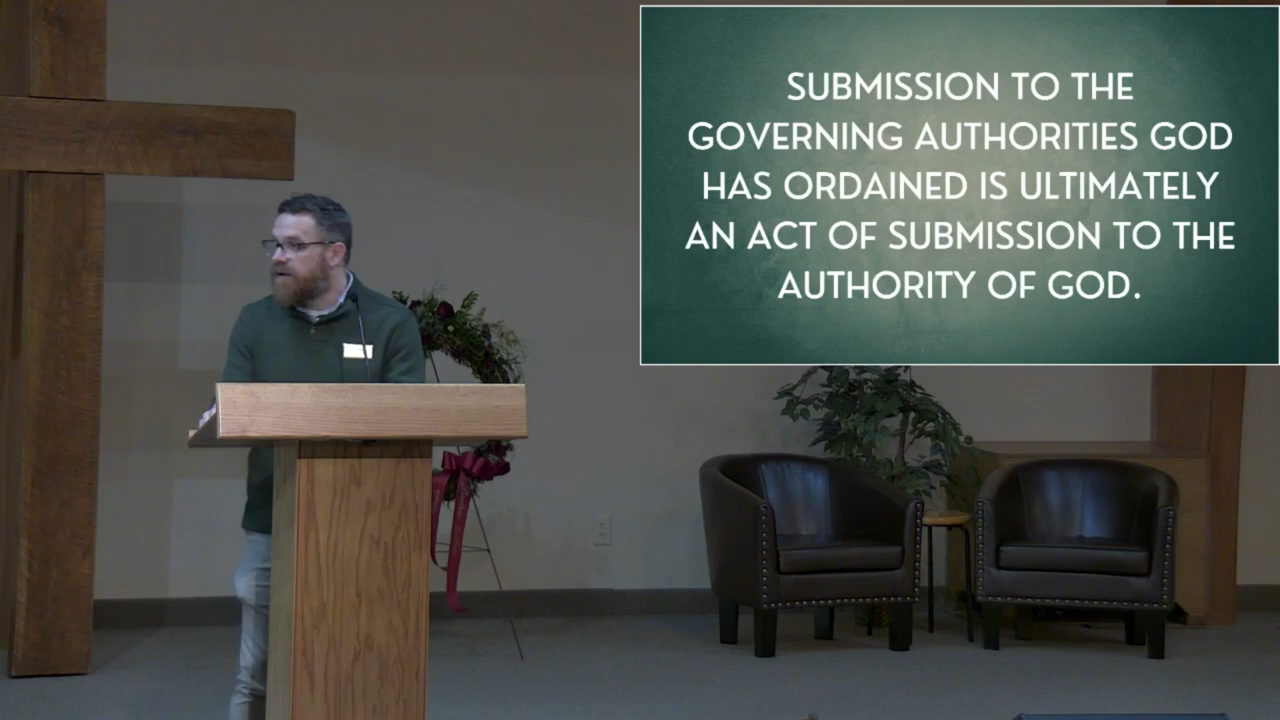 SUBMISSION TO THE
GOVERNING AUTHORITIES GOD
HAS ORDAINED IS ULTIMATELY
AN ACT OF SUBMISSION TO THE
AUTHORITY OF GOD.